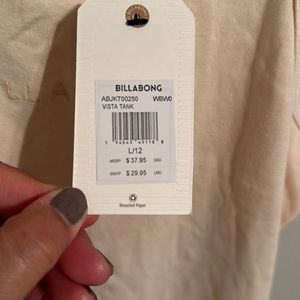 BILLABONG
ABJKT00250 WBW0
VISTA TANK
L/12
MSRP $ 37.95 CAD
MSRP $ 29.95 USD
Recycled Paper